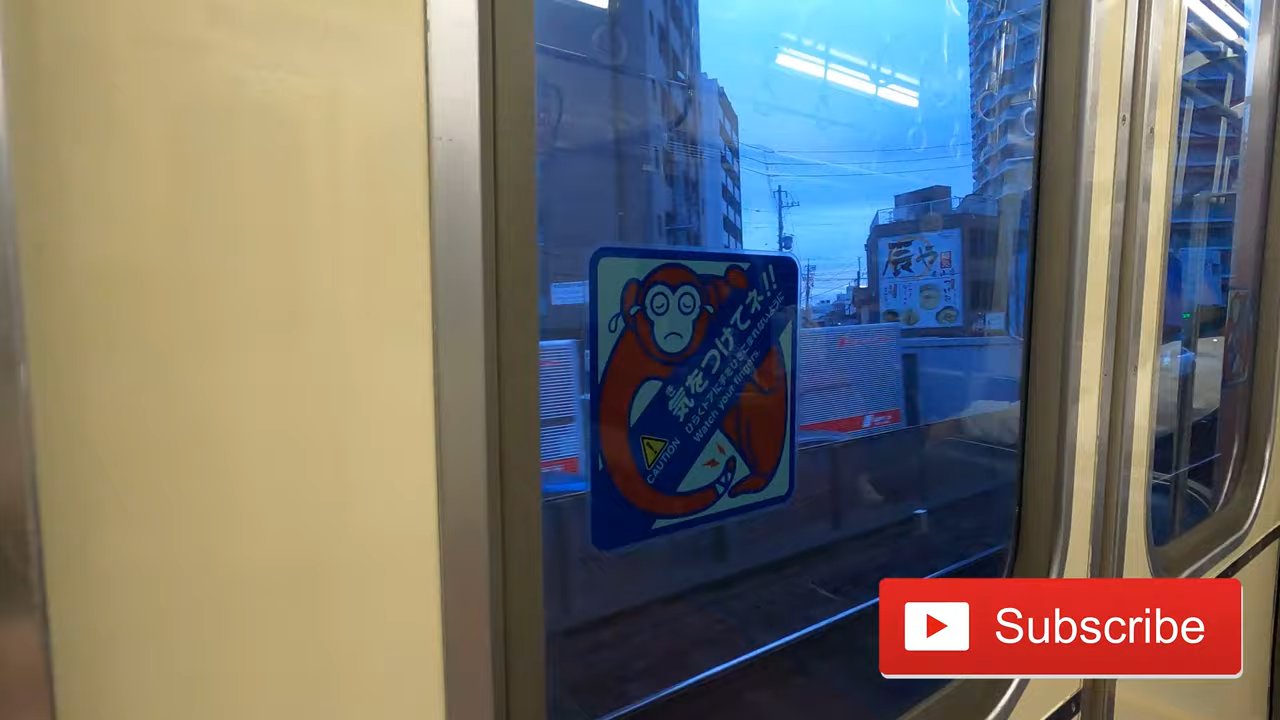 気をつけてネ!!
ひらくドアに手をひきこまれないように
Watch your fingers.
CAUTION
辰や
Subscribe